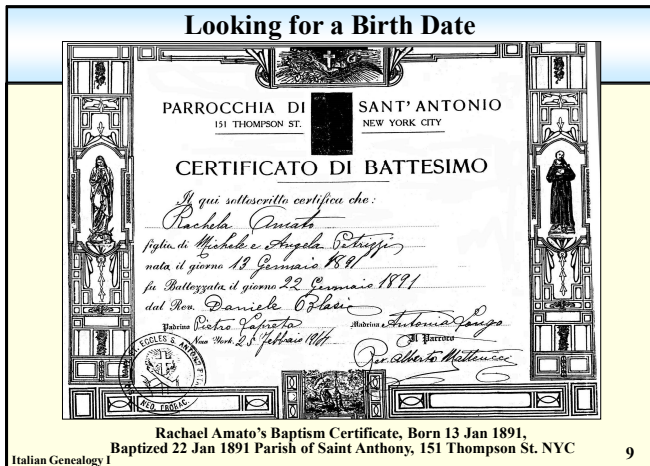 Looking for a Birth Date
PARROCCHIA DI SANT' ANTONIO
151 THOMPSON ST. NEW YORK CITY
CERTIFICATO DI BATTESIMO
Il qui sottoscritto certifica che:
Rachela Amato
figlia di Michele e Angela Petrizzi
nata il giorno 13 Gennaio 1891
fu Battezzata il giorno 22 Gennaio 1891
dal Rev. Daniele
Padrino Pietro Madrina Antonia Longo
New York, 25 Febbraio Il Parroco
Alberto Matteucci
ECCLES S. ANTONII
Rachael Amato's Baptism Certificate, Born 13 Jan 1891,
Baptized 22 Jan 1891 Parish of Saint Anthony, 151 Thompson St. NYC
Italian Genealogy I 9